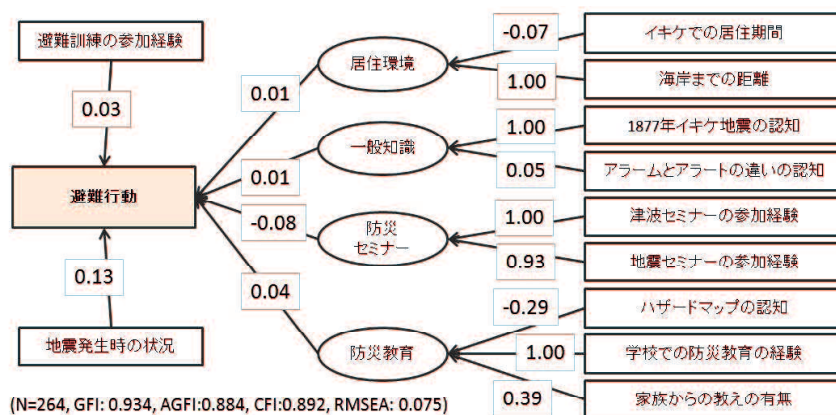 避難訓練の参加経験
0.03
避難行動
0.13
地震発生時の状況
0.01
0.01
-0.08
0.04
居住環境
一般知識
防災
セミナー
防災教育
-0.07
1.00
1.00
0.05
1.00
0.93
-0.29
1.00
0.39
イキケでの居住期間
海岸までの距離
1877年イキケ地震の認知
アラームとアラートの違いの認知
津波セミナーの参加経験
地震セミナーの参加経験
ハザードマップの認知
学校での防災教育の経験
家族からの教えの有無
(N=264, GFI: 0.934, AGFI:0.884, CFI:0.892, RMSEA: 0.075)